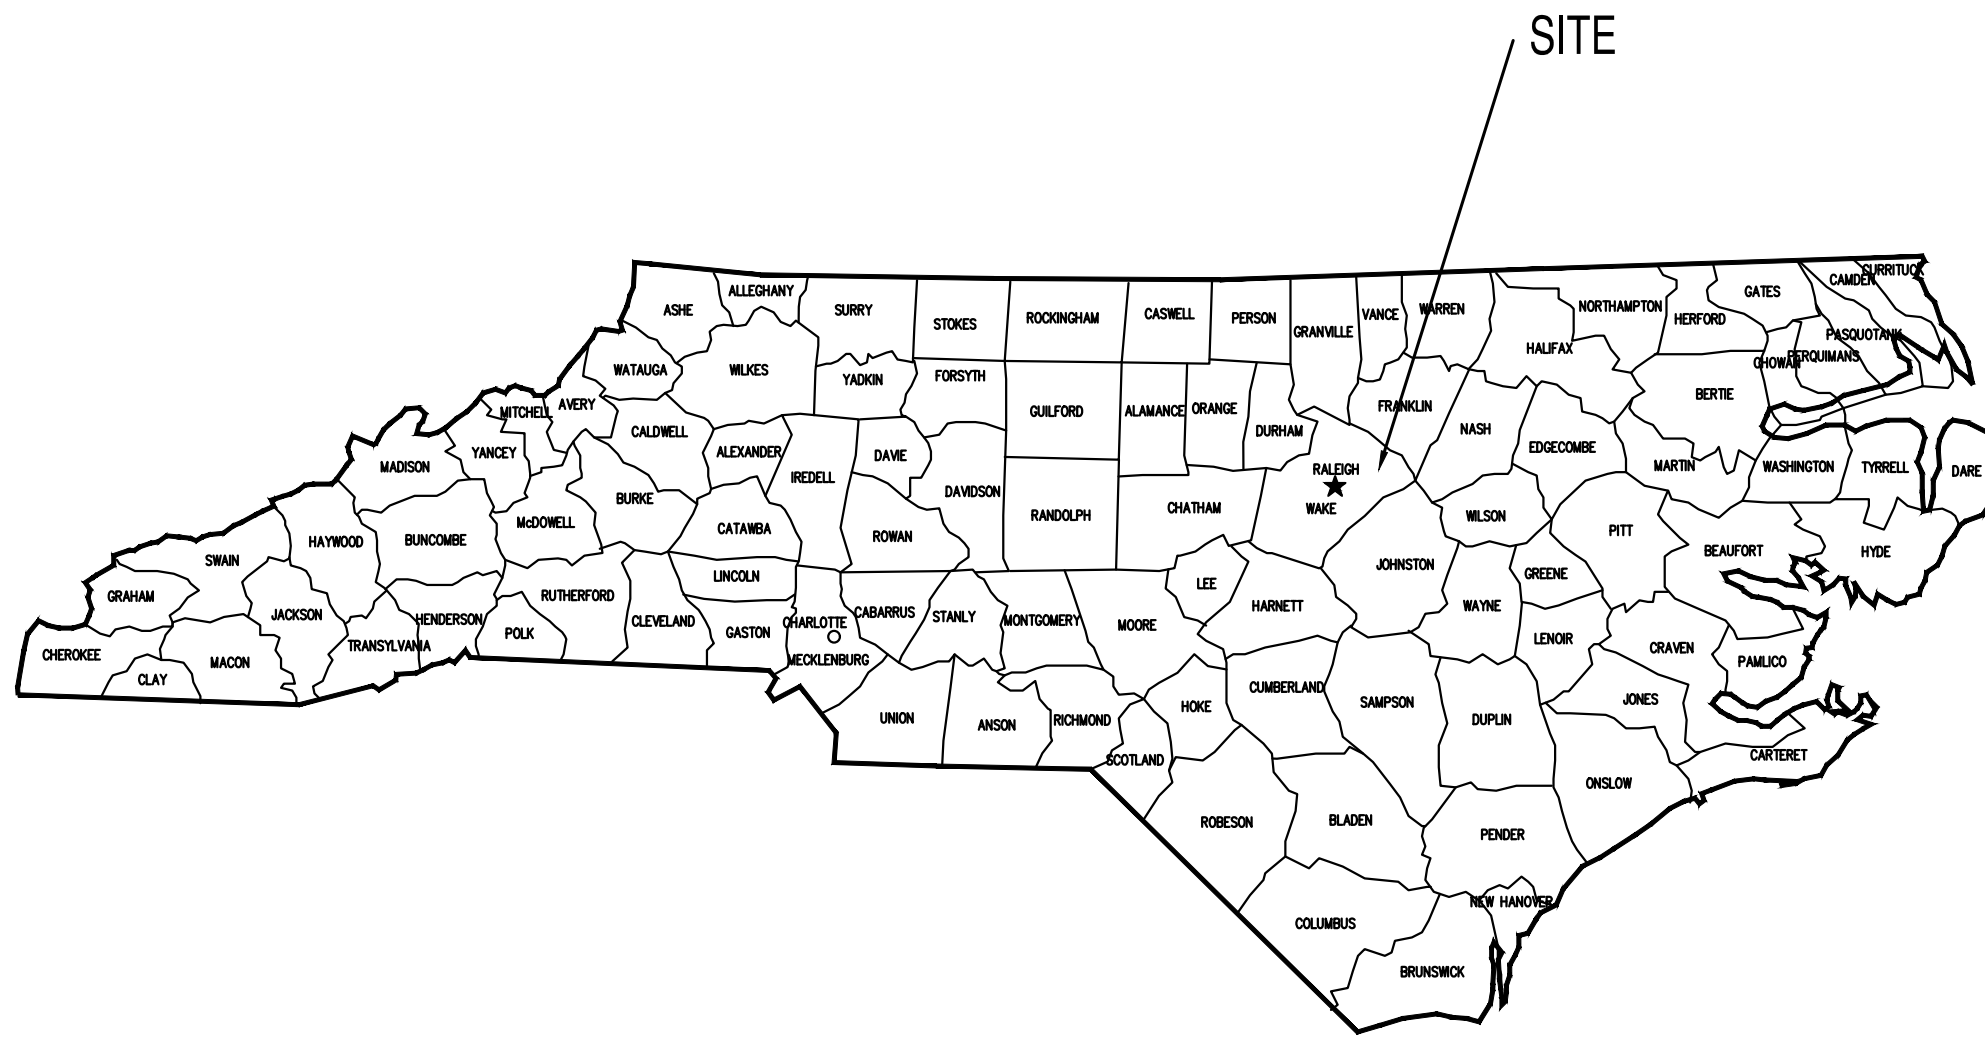 SITE
ALLEGHANY
ASHE
SURRY
STOKES
ROCKINGHAM
CASWELL
PERSON
GRANVILLE
VANCE
WARREN
NORTHAMPTON
HERFORD
GATES
CAMDEN
CURRITUCK
PASQUOTANK
PERQUIMANS
CHOWAN
HALIFAX
WATAUGA
WILKES
YADKIN
FORSYTH
GUILFORD
ALAMANCE
ORANGE
DURHAM
FRANKLIN
NASH
EDGECOMBE
BERTIE
MARTIN
WASHINGTON
TYRRELL
DARE
MITCHELL
AVERY
CALDWELL
ALEXANDER
IREDELL
DAVIE
DAVIDSON
RANDOLPH
CHATHAM
RALEIGH
WAKE
WILSON
PITT
BEAUFORT
HYDE
MADISON
YANCEY
McDOWELL
BURKE
CATAWBA
ROWAN
JOHNSTON
GREENE
SWAIN
HAYWOOD
BUNCOMBE
RUTHERFORD
LINCOLN
CABARRUS
STANLY
MONTGOMERY
MOORE
LEE
HARNETT
WAYNE
LENOIR
CRAVEN
PAMLICO
GRAHAM
JACKSON
HENDERSON
TRANSYLVANIA
POLK
CLEVELAND
GASTON
CHARLOTTE
MECKLENBURG
CHEROKEE
CLAY
MACON
UNION
ANSON
RICHMOND
SCOTLAND
HOKE
CUMBERLAND
SAMPSON
DUPLIN
JONES
CARTERET
ONSLOW
ROBESON
BLADEN
PENDER
NEW HANOVER
COLUMBUS
BRUNSWICK